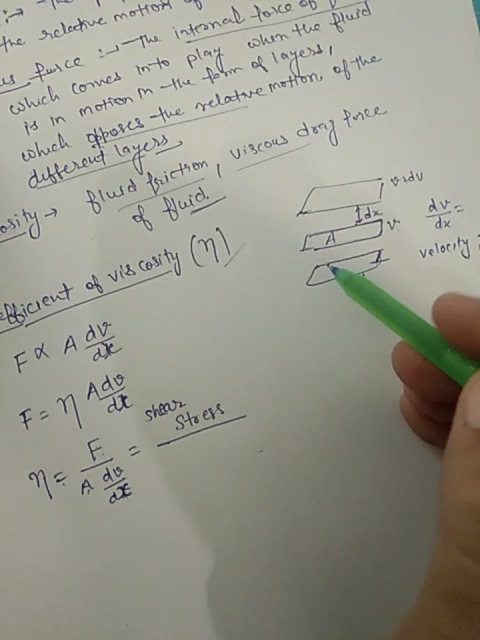 the relative motion of
force :→ The internal force of
which comes into play when the fluid
is in motion in the form of layers,
which opposes the relative motion, of the
different layers
osity → fluid friction, viscous drag force
of fluid.
efficient of viscosity (η)
v+dv
dx
A
v
dv/dx =
velocity
F ∝ A dv/dx
F = η A dv/dx
η = F / A dv/dx = shear stress